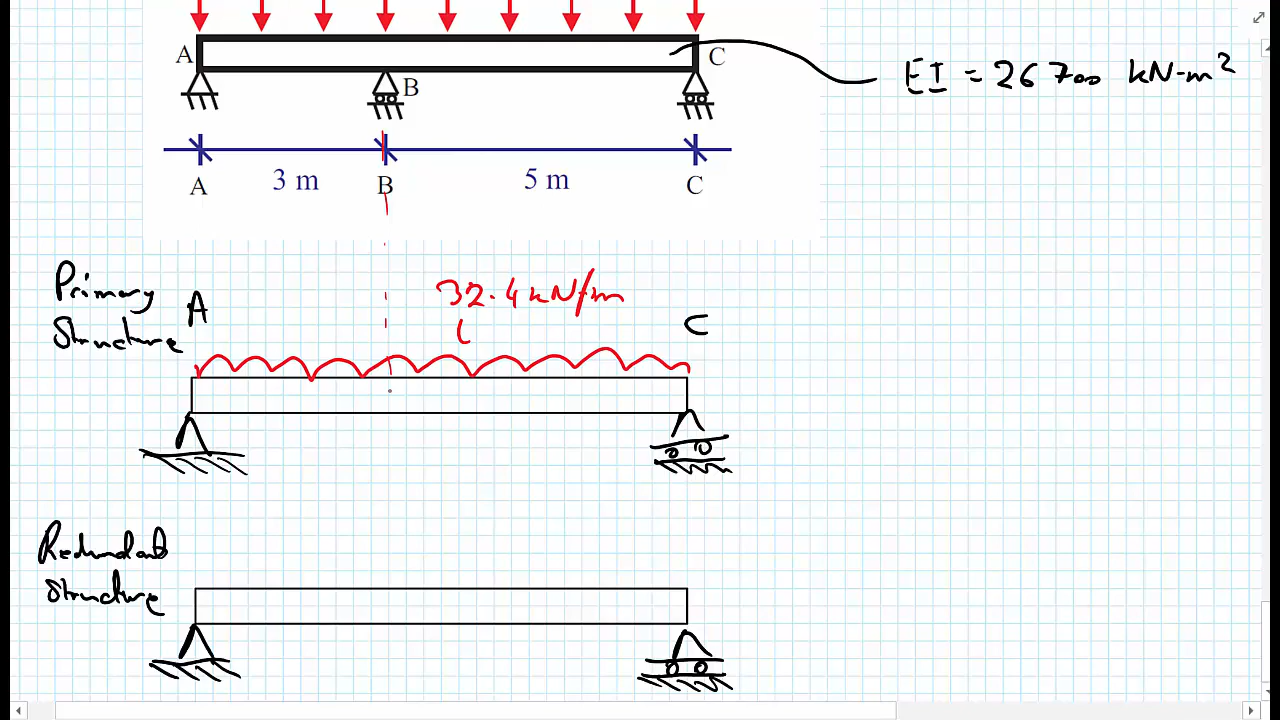 A
C
EI = 26700 kN-m²
B
3 m
5 m
A
B
C
Primary
Structure
A
32.4 kN/m
C
Redundant
Structure